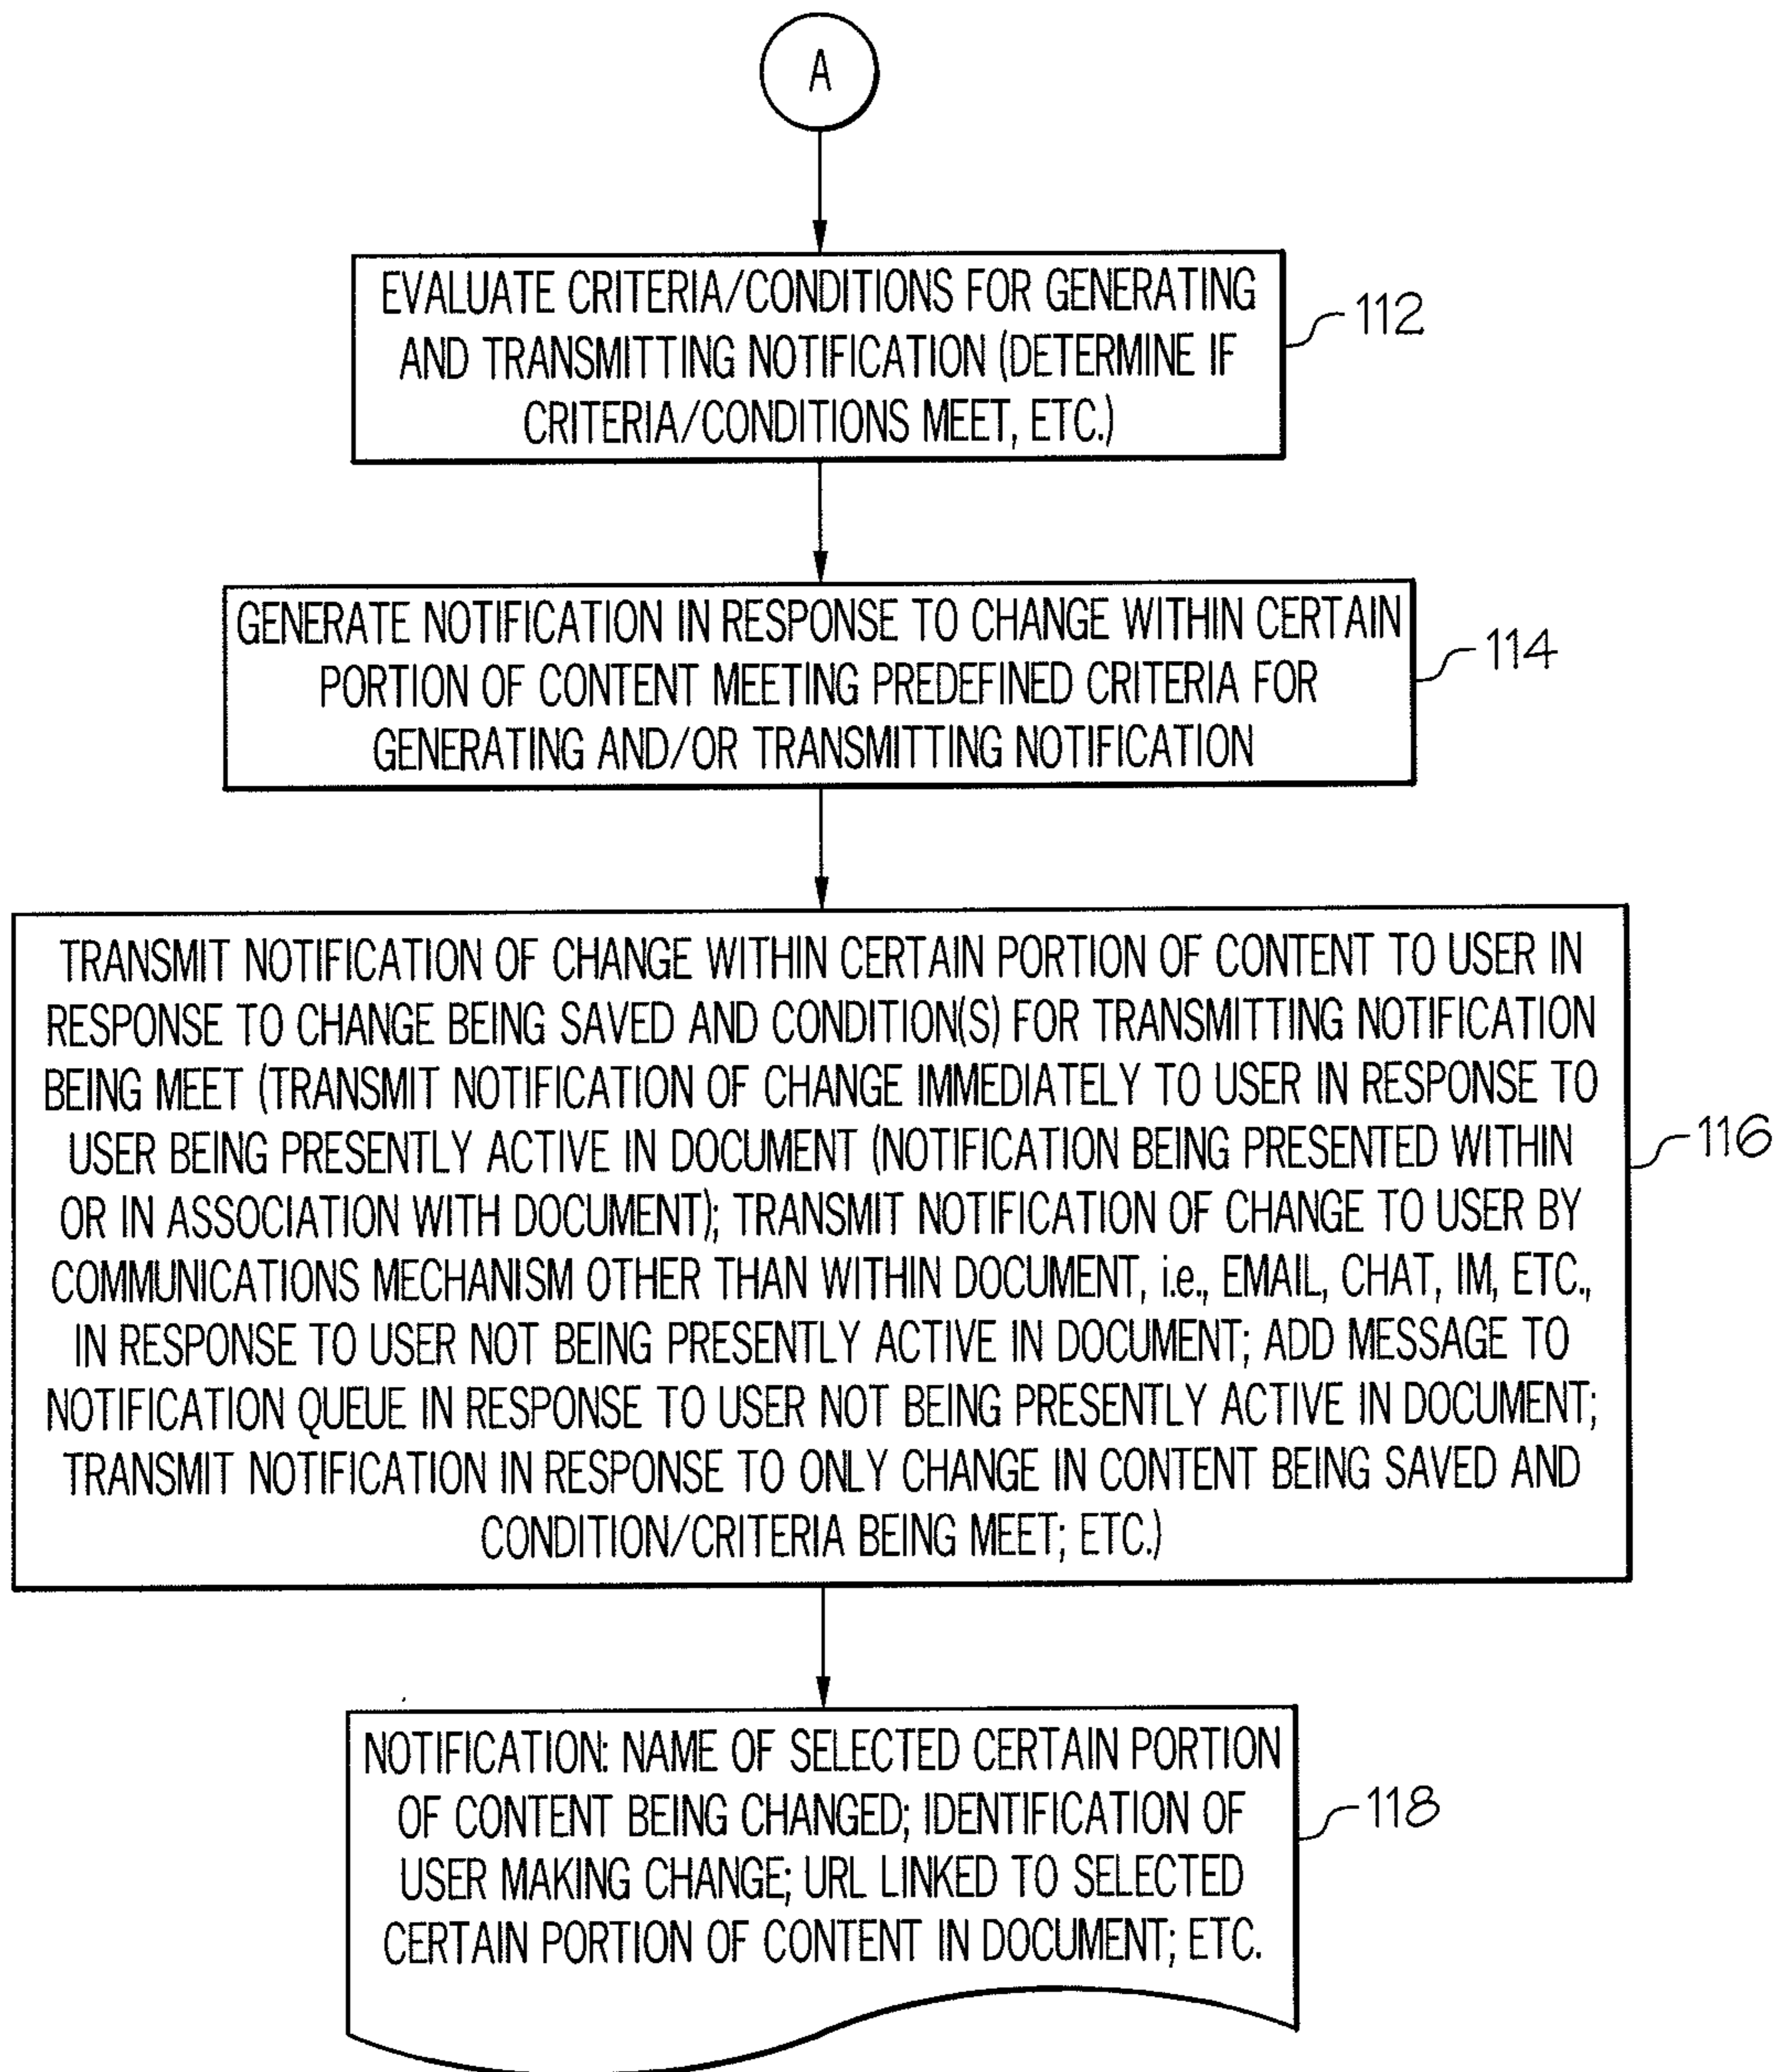 A
EVALUATE CRITERIA/CONDITIONS FOR GENERATING
AND TRANSMITTING NOTIFICATION (DETERMINE IF
CRITERIA/CONDITIONS MEET, ETC.)
112
GENERATE NOTIFICATION IN RESPONSE TO CHANGE WITHIN CERTAIN
PORTION OF CONTENT MEETING PREDEFINED CRITERIA FOR
GENERATING AND/OR TRANSMITTING NOTIFICATION
114
TRANSMIT NOTIFICATION OF CHANGE WITHIN CERTAIN PORTION OF CONTENT TO USER IN
RESPONSE TO CHANGE BEING SAVED AND CONDITION(S) FOR TRANSMITTING NOTIFICATION
BEING MEET (TRANSMIT NOTIFICATION OF CHANGE IMMEDIATELY TO USER IN RESPONSE TO
USER BEING PRESENTLY ACTIVE IN DOCUMENT (NOTIFICATION BEING PRESENTED WITHIN
OR IN ASSOCIATION WITH DOCUMENT); TRANSMIT NOTIFICATION OF CHANGE TO USER BY
COMMUNICATIONS MECHANISM OTHER THAN WITHIN DOCUMENT, i.e., EMAIL, CHAT, IM, ETC.,
IN RESPONSE TO USER NOT BEING PRESENTLY ACTIVE IN DOCUMENT; ADD MESSAGE TO
NOTIFICATION QUEUE IN RESPONSE TO USER NOT BEING PRESENTLY ACTIVE IN DOCUMENT;
TRANSMIT NOTIFICATION IN RESPONSE TO ONLY CHANGE IN CONTENT BEING SAVED AND
CONDITION/CRITERIA BEING MEET; ETC.)
116
NOTIFICATION: NAME OF SELECTED CERTAIN PORTION
OF CONTENT BEING CHANGED; IDENTIFICATION OF
USER MAKING CHANGE; URL LINKED TO SELECTED
CERTAIN PORTION OF CONTENT IN DOCUMENT; ETC.
118